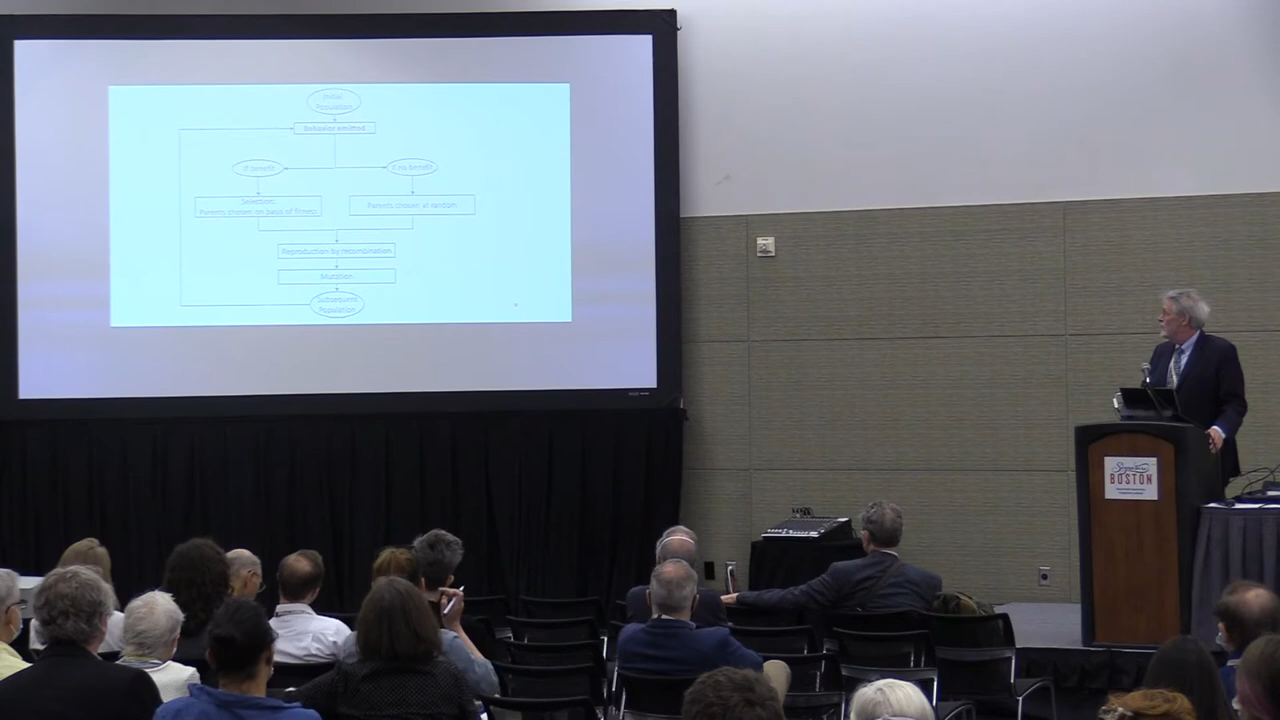 Initial
Population
Behavior emitted
If benefit
If no benefit
Selection:
Parents chosen on basis of fitness
Parents chosen at random
Reproduction by recombination
Mutation
Subsequent
Population
Signature
BOSTON